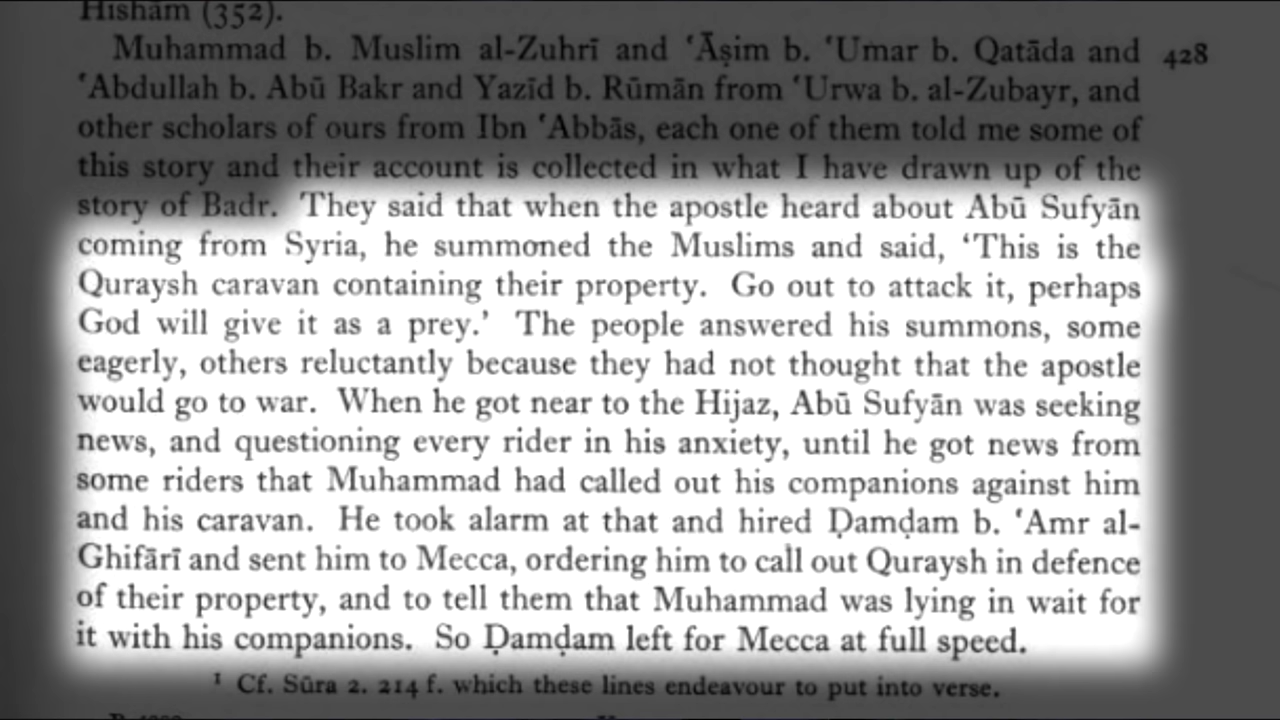 Hishām (352).
Muhammad b. Muslim al-Zuhrī and ʿĀṣim b. ʿUmar b. Qatāda and 428
ʿAbdullah b. Abū Bakr and Yazīd b. Rūmān from ʿUrwa b. al-Zubayr, and
other scholars of ours from Ibn ʿAbbās, each one of them told me some of
this story and their account is collected in what I have drawn up of the
story of Badr. They said that when the apostle heard about Abū Sufyān
coming from Syria, he summoned the Muslims and said, ‘This is the
Quraysh caravan containing their property. Go out to attack it, perhaps
God will give it as a prey.’ The people answered his summons, some
eagerly, others reluctantly because they had not thought that the apostle
would go to war. When he got near to the Hijaz, Abū Sufyān was seeking
news, and questioning every rider in his anxiety, until he got news from
some riders that Muhammad had called out his companions against him
and his caravan. He took alarm at that and hired Ḍamḍam b. ʿAmr al-
Ghifārī and sent him to Mecca, ordering him to call out Quraysh in defence
of their property, and to tell them that Muhammad was lying in wait for
it with his companions. So Ḍamḍam left for Mecca at full speed.
¹ Cf. Sūra 2. 214 f. which these lines endeavour to put into verse.